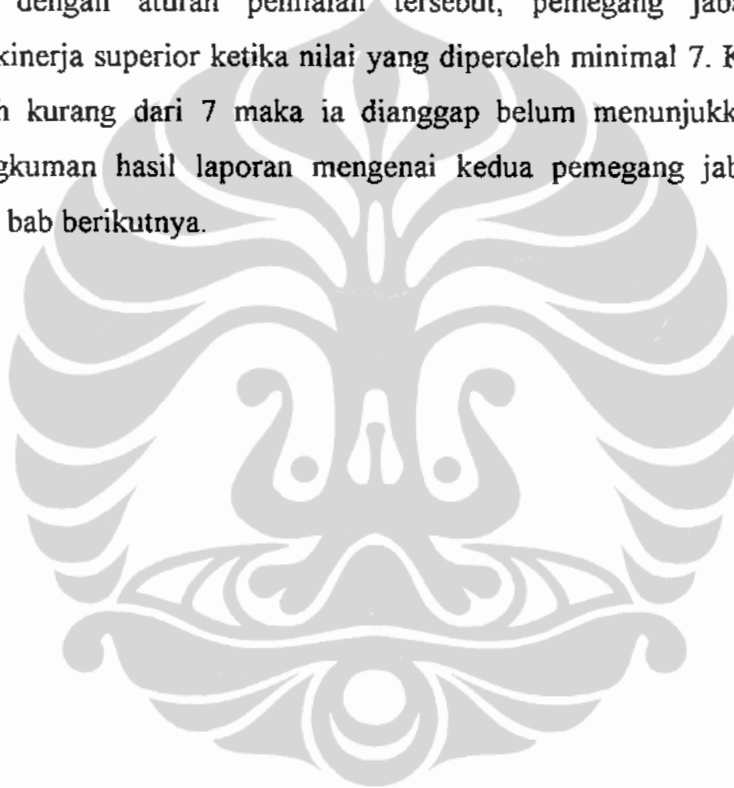 dengan aturan penilaian tersebut, pemegang
kinerja superior ketika nilai yang diperoleh minimal 7.
kurang dari 7 maka ia dianggap belum
hasil laporan mengenai kedua pemegang
bab berikutnya.